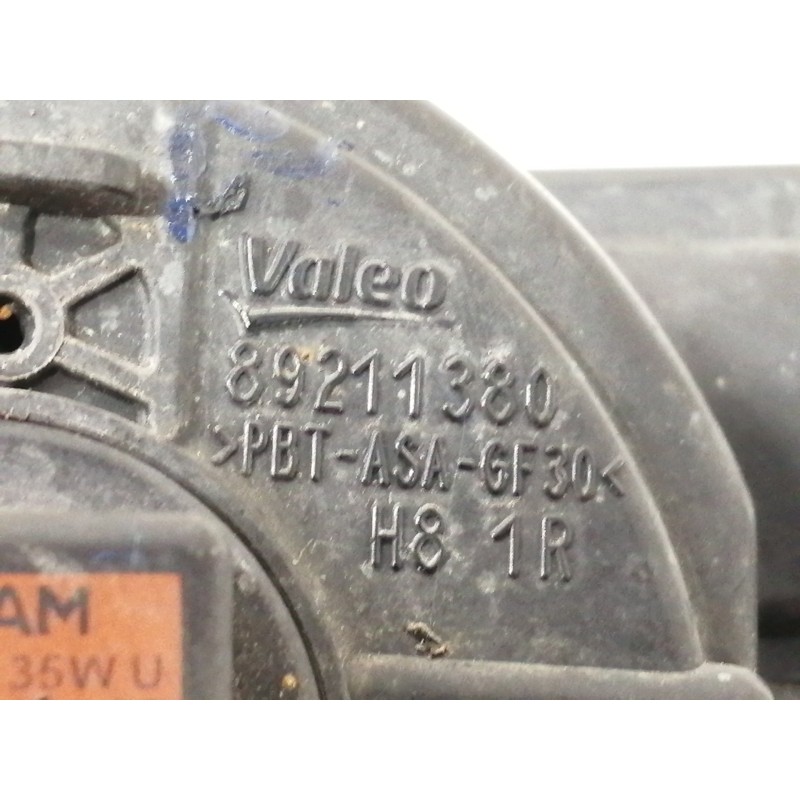 Valeo
89211380
>PBT-ASA-GF30<
H8 1R
AM
35W U